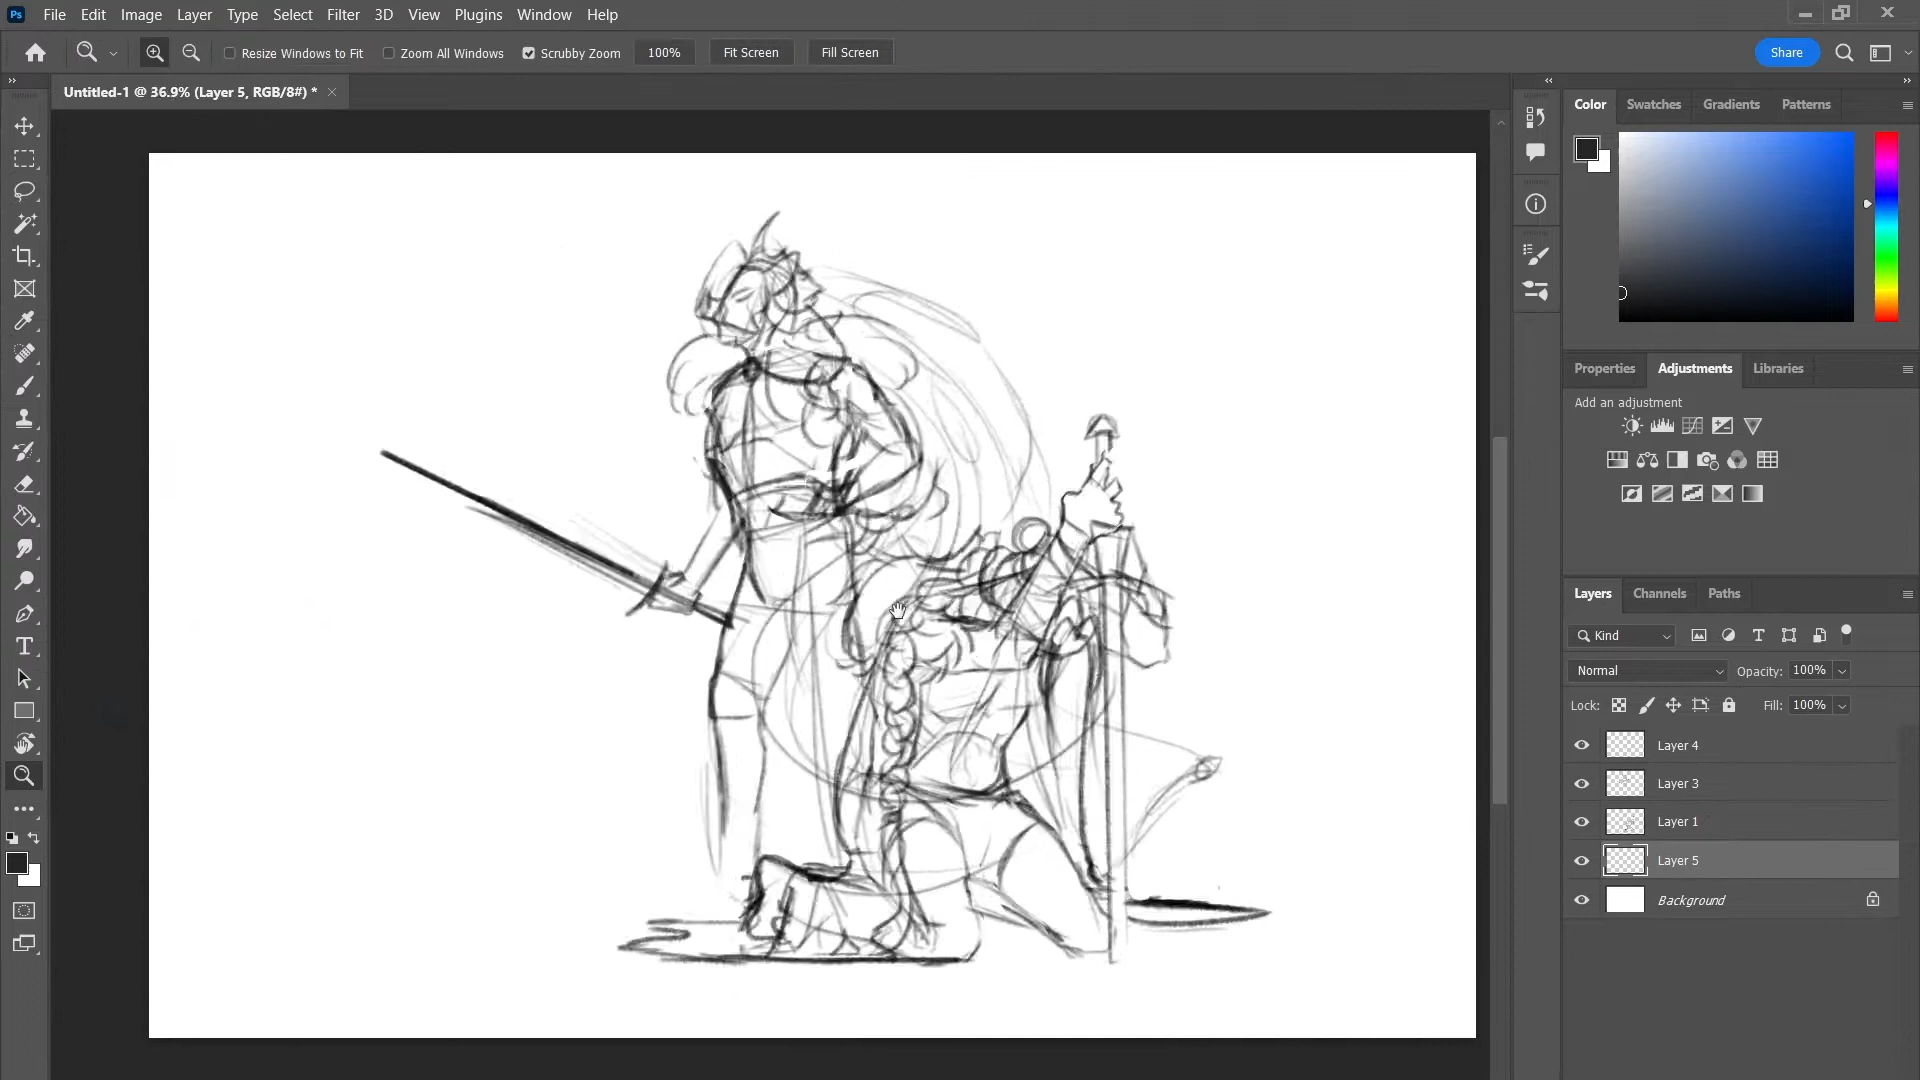 Ps File Edit Image Layer Type Select Filter 3D View Plugins Window Help
Resize Windows to Fit Zoom All Windows Scrubby Zoom 100% Fit Screen Fill Screen Share
Untitled-1 @ 36.9% (Layer 5, RGB/8#) *
Color Swatches Gradients Patterns
Properties Adjustments Libraries
Add an adjustment
Layers Channels Paths
Kind
Normal Opacity: 100%
Lock: Fill: 100%
Layer 4
Layer 3
Layer 1
Layer 5
Background